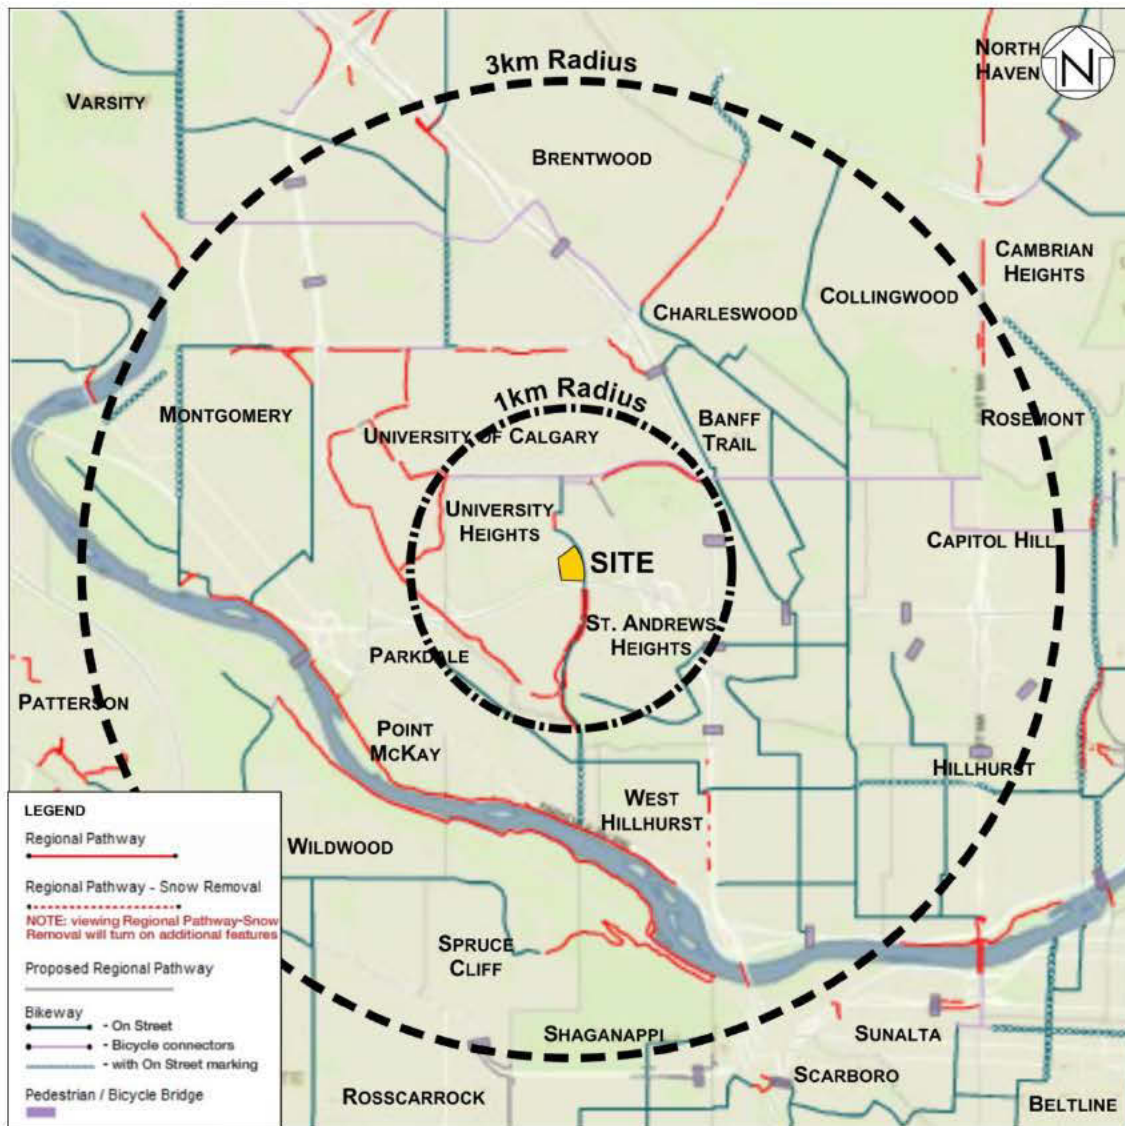 3km Radius
NORTH
HAVEN
N
VARSITY
BRENTWOOD
CAMBRIAN
HEIGHTS
COLLINGWOOD
CHARLESWOOD
1km Radius
MONTGOMERY
BANFF
TRAIL
ROSEMONT
UNIVERSITY OF CALGARY
UNIVERSITY
HEIGHTS
CAPITOL HILL
SITE
ST. ANDREWS
HEIGHTS
PARKDALE
PATTERSON
POINT
MCKAY
HILLHURST
WEST
HILLHURST
WILDWOOD
SPRUCE
CLIFF
SHAGANAPPI
SUNALTA
SCARBORO
ROSSCARROCK
BELTLINE
LEGEND
Regional Pathway
Regional Pathway - Snow Removal
NOTE: viewing Regional Pathway-Snow
Removal will turn on additional features
Proposed Regional Pathway
Bikeway
- On Street
- Bicycle connectors
- with On Street marking
Pedestrian / Bicycle Bridge